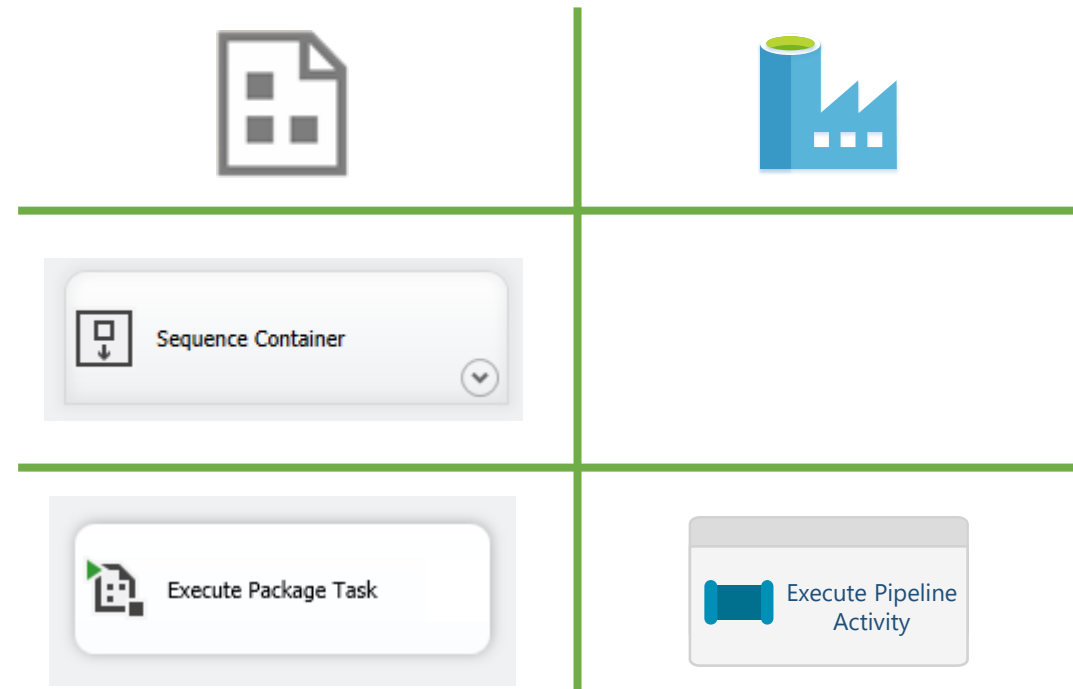 Sequence Container
Execute Package Task
Execute Pipeline
Activity